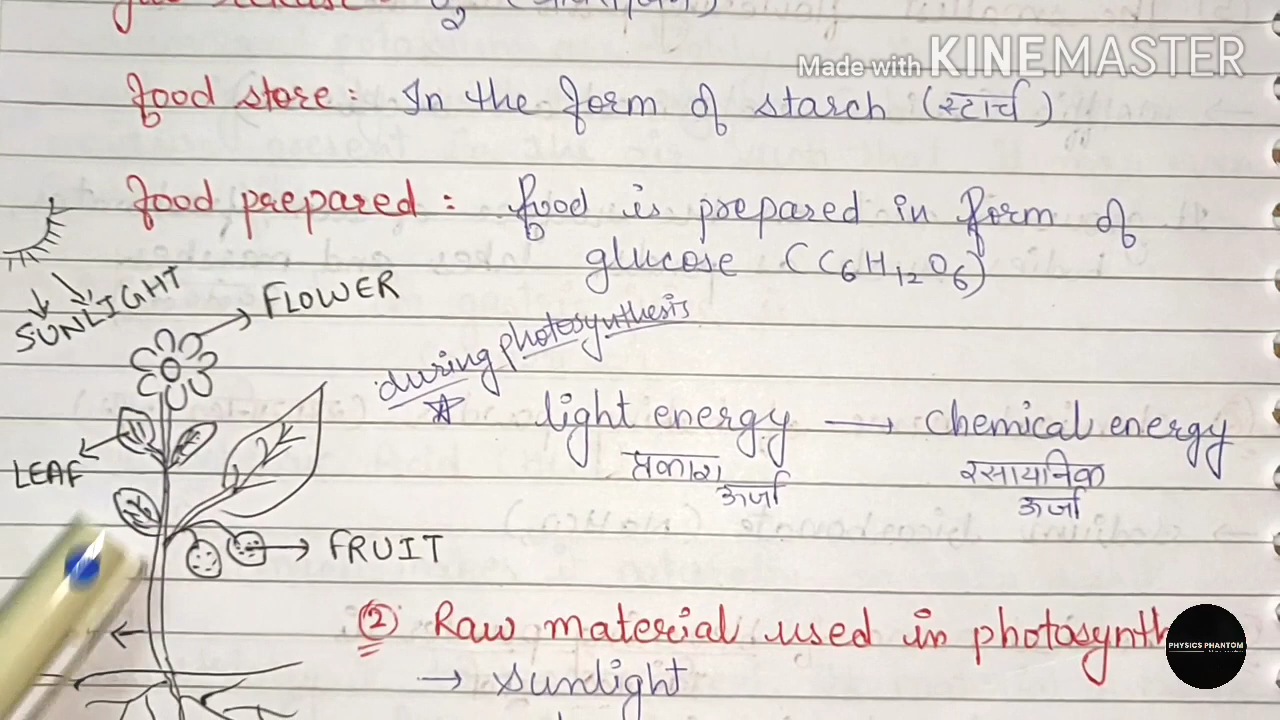 Made with KINEMASTER
food store: In the form of starch (स्टार्च)
food prepared: food is prepared in form of
glucose (C6H12O6)
SUNLIGHT
FLOWER
during photosynthesis
light energy → chemical energy
प्रकाश ऊर्जा
रसायनिक ऊर्जा
LEAF
→ FRUIT
② Raw material used in photosynth
PHYSICS PHANTOM
→ sunlight